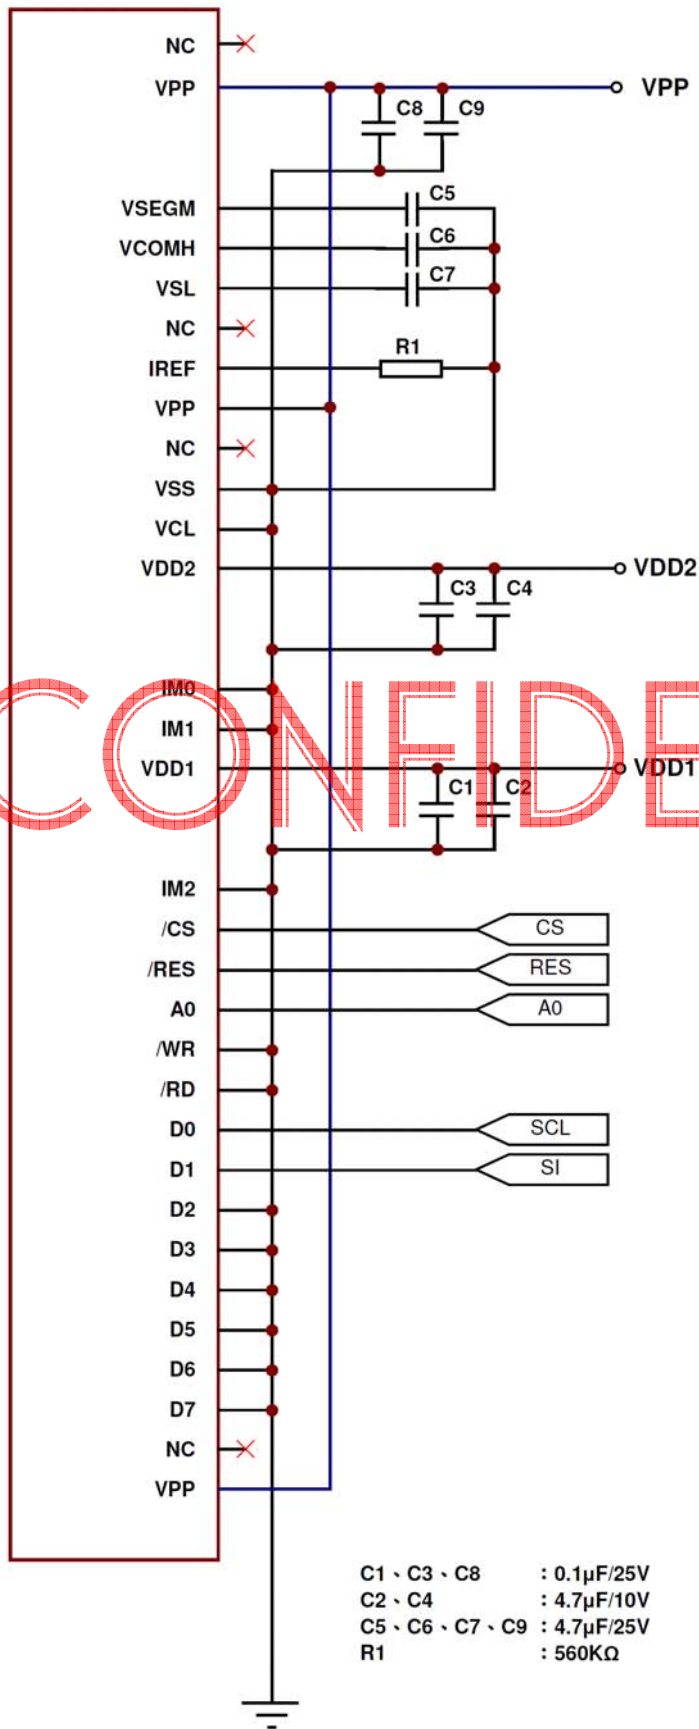 NC
VPP
VPP
C8
C9
VSEGM
C5
VCOMH
C6
VSL
C7
NC
IREF
R1
VPP
NC
VSS
VCL
VDD2
VDD2
C3
C4
IM0
IM1
VDD1
VDD1
C1
C2
CONFIDE
IM2
/CS
CS
/RES
RES
A0
A0
/WR
/RD
D0
SCL
D1
SI
D2
D3
D4
D5
D6
D7
NC
VPP
C1、C3、C8 : 0.1µF/25V
C2、C4 : 4.7µF/10V
C5、C6、C7、C9 : 4.7µF/25V
R1 : 560KΩ